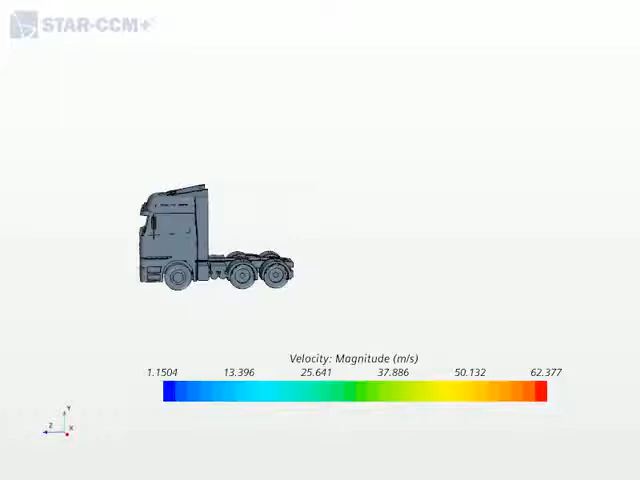 STAR-CCM+
Velocity: Magnitude (m/s)
1.1504 13.396 25.641 37.886 50.132 62.377
Y
Z X